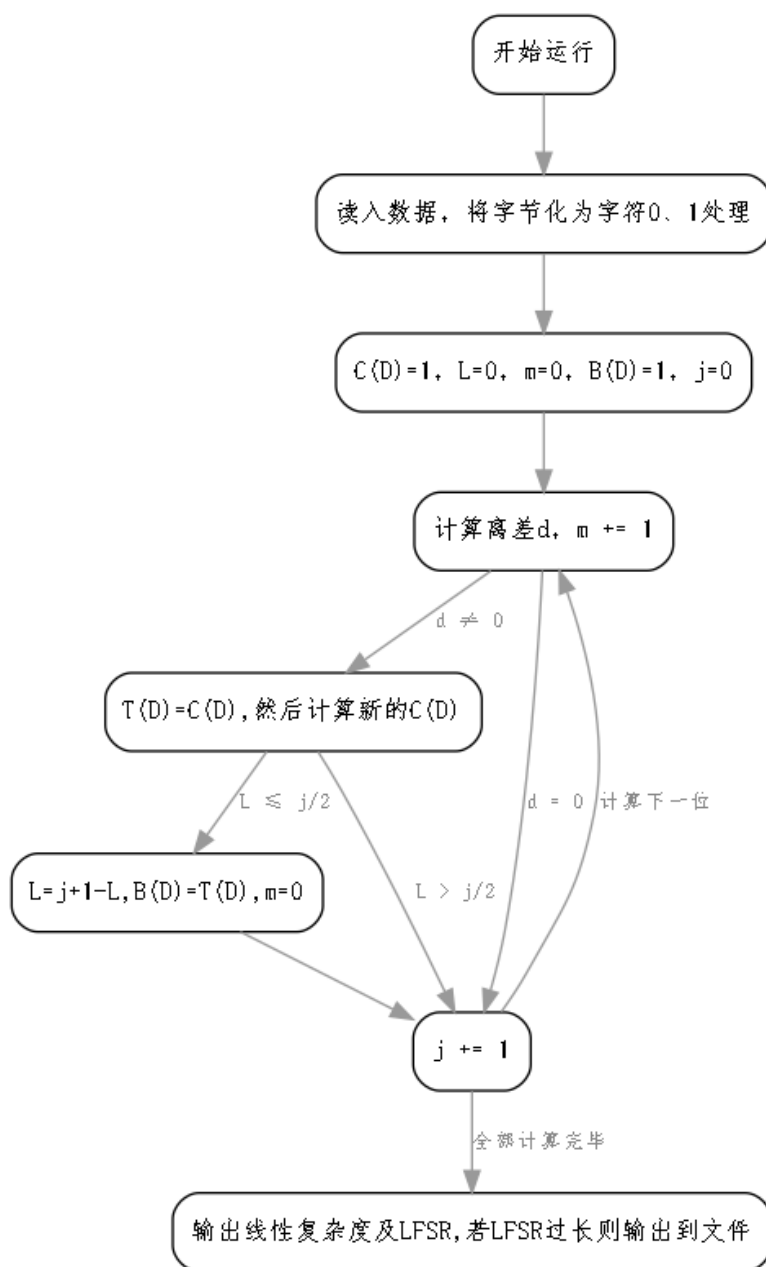 开始运行
读入数据, 将字节化为字符0、1处理
C(D)=1, L=0, m=0, B(D)=1, j=0
计算离差d, m += 1
d ≠ 0
T(D)=C(D),然后计算新的C(D)
L ≤ j/2
d = 0
计算下一位
L=j+1-L,B(D)=T(D),m=0
L > j/2
j += 1
全部计算完毕
输出线性复杂度及LFSR,若LFSR过长则输出到文件